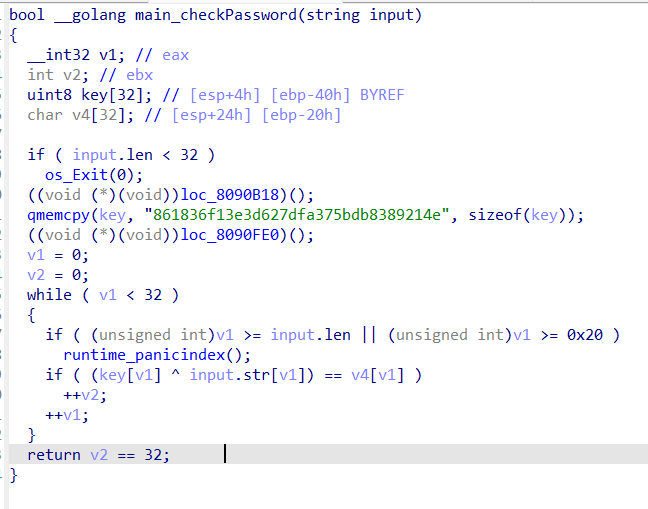 bool __golang main_checkPassword(string input)
{
  __int32 v1; // eax
  int v2; // ebx
  uint8 key[32]; // [esp+4h] [ebp-40h] BYREF
  char v4[32]; // [esp+24h] [ebp-20h]

  if ( input.len < 32 )
    os_Exit(0);
  ((void (*)(void))loc_8090B18)();
  qmemcpy(key, "861836f13e3d627dfa375bdb8389214e", sizeof(key));
  ((void (*)(void))loc_8090FE0)();
  v1 = 0;
  v2 = 0;
  while ( v1 < 32 )
  {
    if ( (unsigned int)v1 >= input.len || (unsigned int)v1 >= 0x20 )
      runtime_panicindex();
    if ( (key[v1] ^ input.str[v1]) == v4[v1] )
      ++v2;
    ++v1;
  }
  return v2 == 32;
}